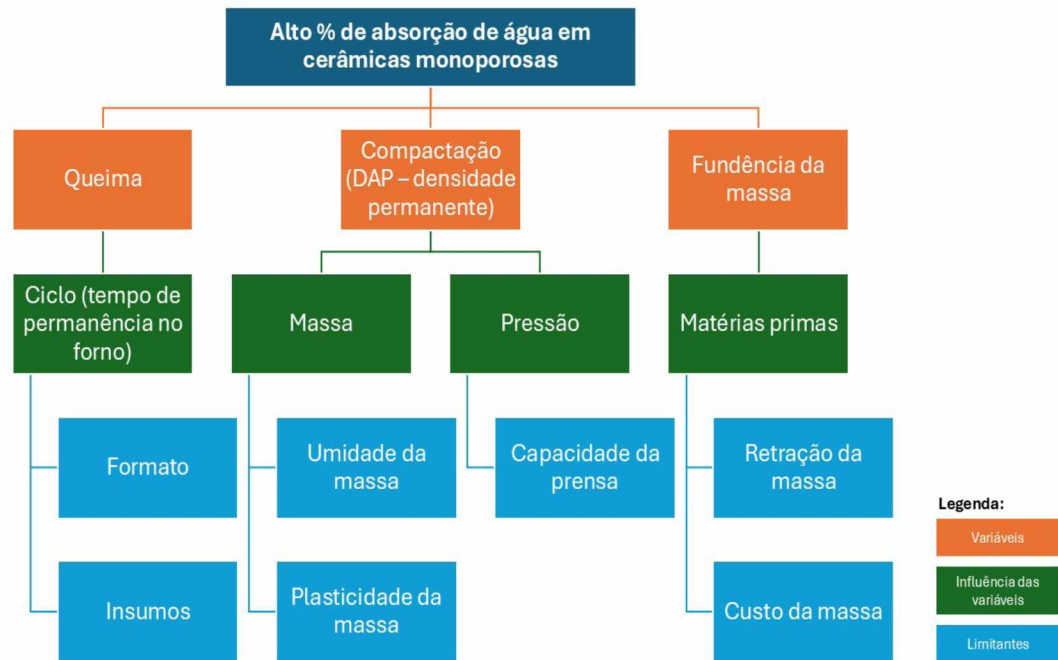 Alto % de absorção de água em
cerâmicas monoporosas
Queima
Compactação
(DAP – densidade
permanente)
Fundência da
massa
Ciclo (tempo de
permanência no
forno)
Massa
Pressão
Matérias primas
Formato
Umidade da
massa
Capacidade da
prensa
Retração da
massa
Insumos
Plasticidade da
massa
Custo da massa
Legenda:
Variáveis
Influência das
variáveis
Limitantes